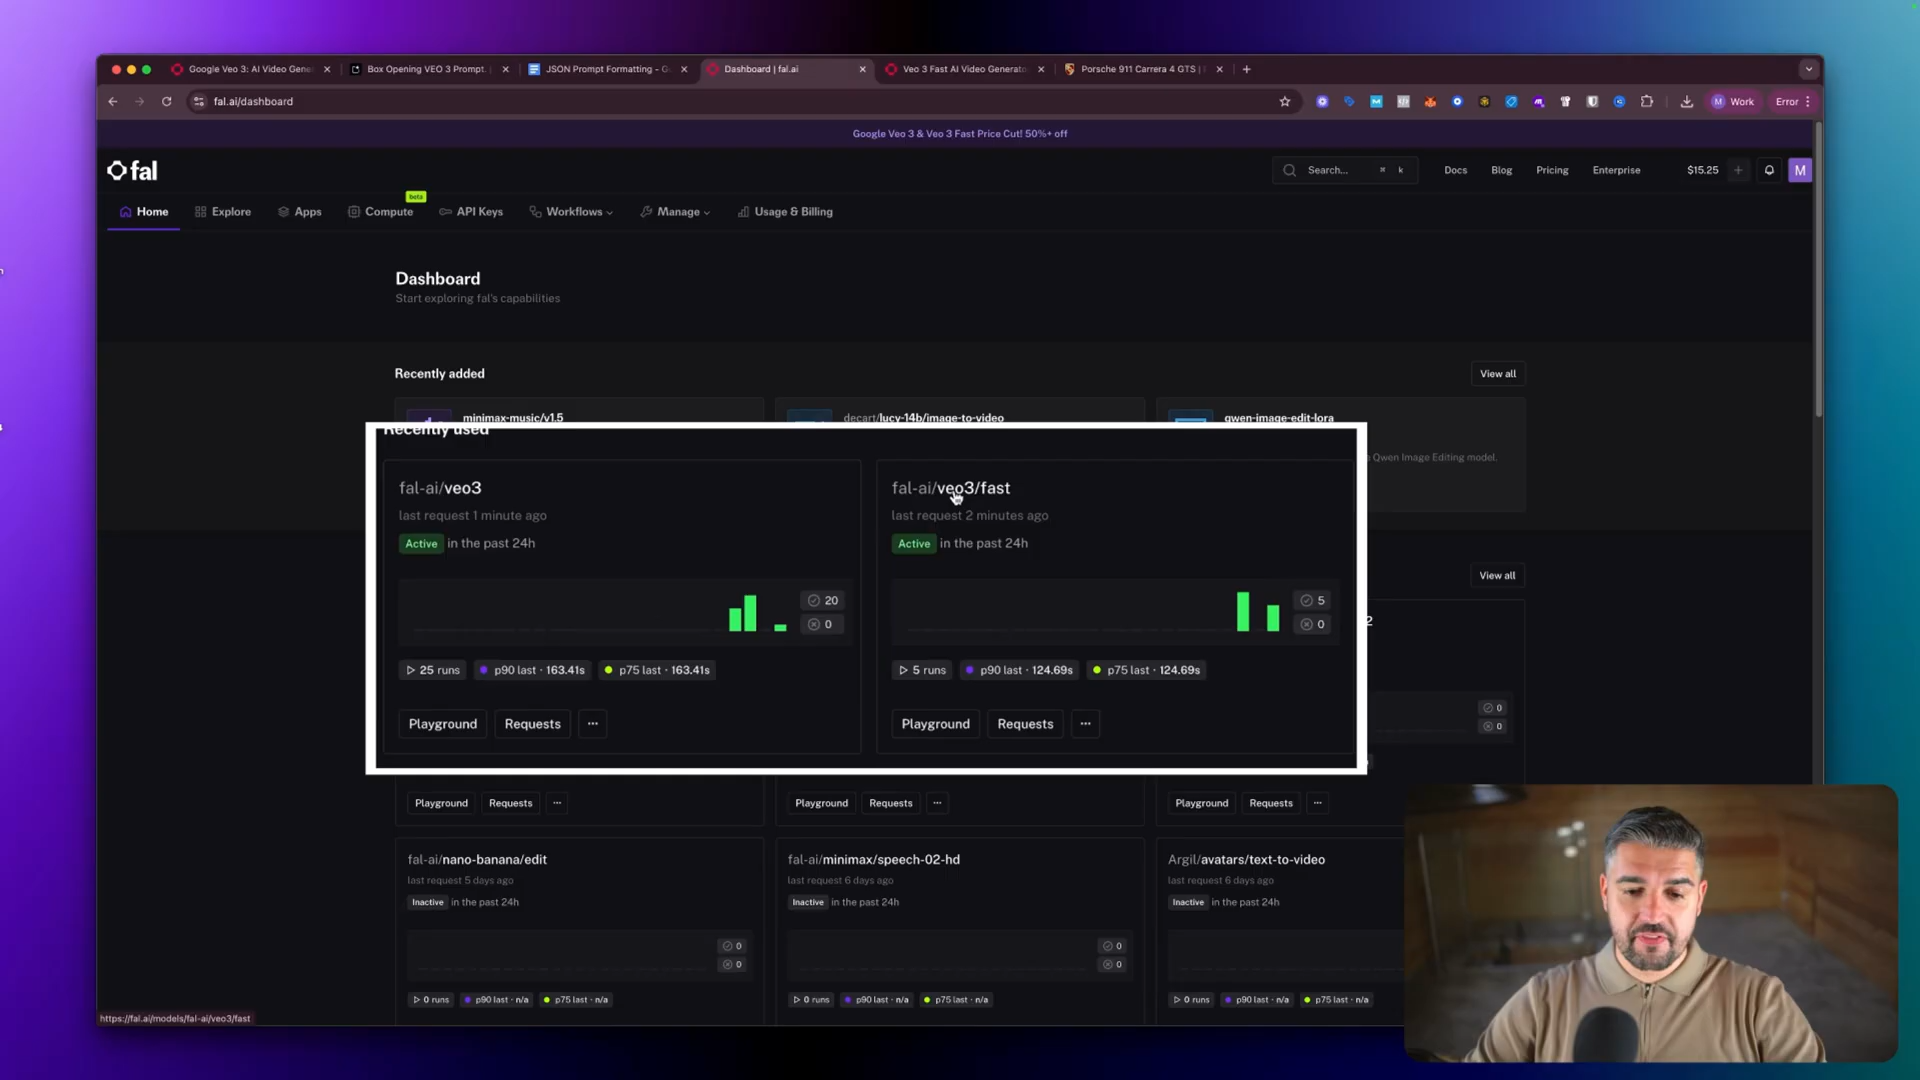 Google Veo 3: AI Video Gene
Box Opening VEO 3 Prompt.
JSON Prompt Formatting - G
Dashboard | fal.ai
Veo 3 Fast AI Video Generato
Porsche 911 Carrera 4 GTS |
fal.ai/dashboard
Work
Error
Google Veo 3 & Veo 3 Fast Price Cut! 50%+ off
fal
Search...
⌘ k
Docs
Blog
Pricing
Enterprise
$15.25
M
Home
Explore
Apps
Compute
beta
API Keys
Workflows
Manage
Usage & Billing
Dashboard
Start exploring fal's capabilities
Recently added
View all
minimax-music/v1.5
decart/lucy-14b/image-to-video
qwen-image-edit-lora
Qwen Image Editing model.
View all
Recently used
fal-ai/veo3
last request 1 minute ago
Active in the past 24h
20
0
25 runs
p90 last · 163.41s
p75 last · 163.41s
Playground
Requests
fal-ai/veo3/fast
last request 2 minutes ago
Active in the past 24h
5
0
5 runs
p90 last · 124.69s
p75 last · 124.69s
Playground
Requests
2
0
0
Playground
Requests
Playground
Requests
Playground
Requests
fal-ai/nano-banana/edit
last request 5 days ago
Inactive in the past 24h
0
0
0 runs
p90 last · n/a
p75 last · n/a
fal-ai/minimax/speech-02-hd
last request 6 days ago
Inactive in the past 24h
0
0
0 runs
p90 last · n/a
p75 last · n/a
Argil/avatars/text-to-video
last request 6 days ago
Inactive in the past 24h
0 runs
p90 last · n/a
p75 last · n/a
https://fal.ai/models/fal-ai/veo3/fast